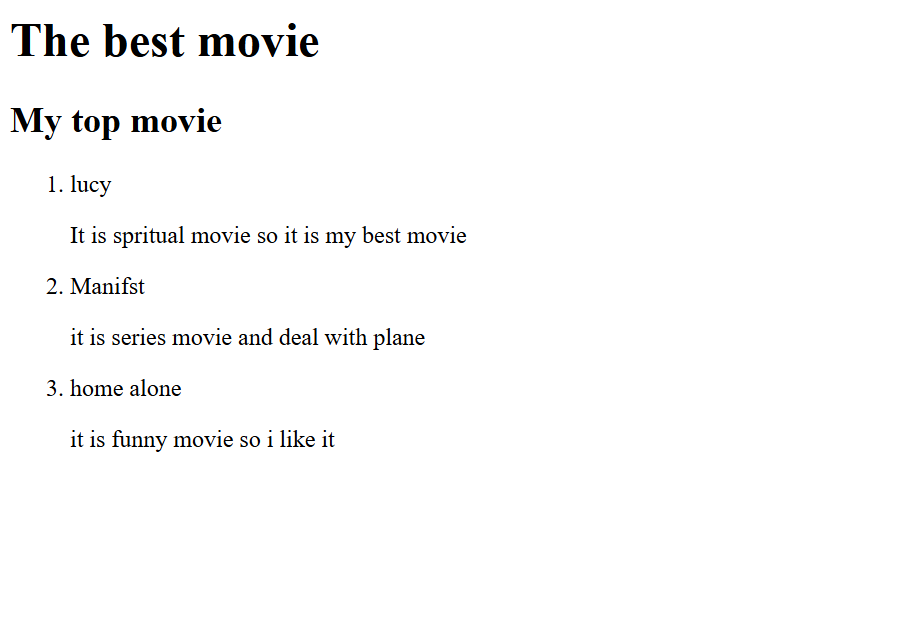 The best movie
My top movie
1. lucy
It is spritual movie so it is my best movie
2. Manifst
it is series movie and deal with plane
3. home alone
it is funny movie so i like it